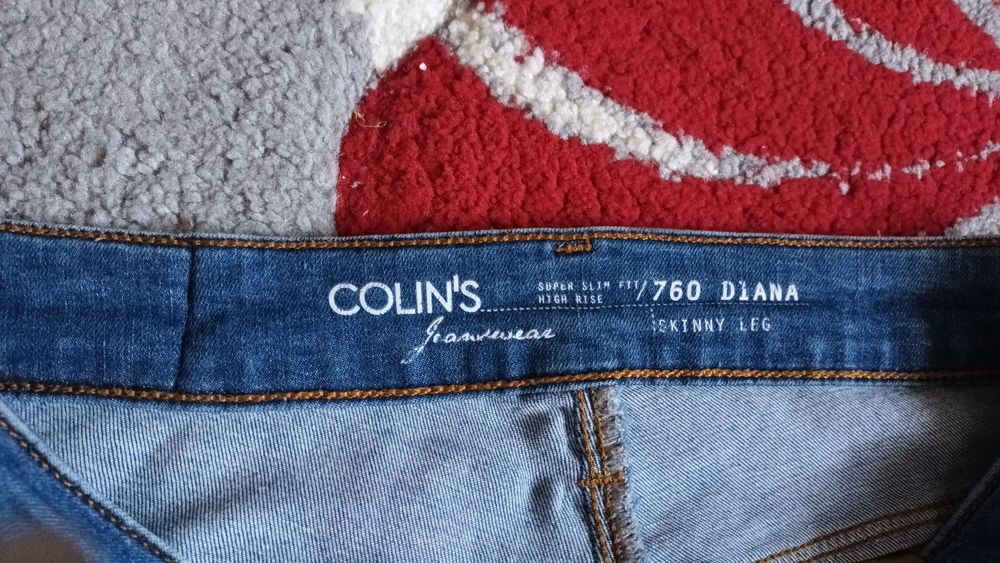 COLIN'S
Jeanswear
SUPER SLIM FIT
HIGH RISE
/760 DIANA
SKINNY LEG